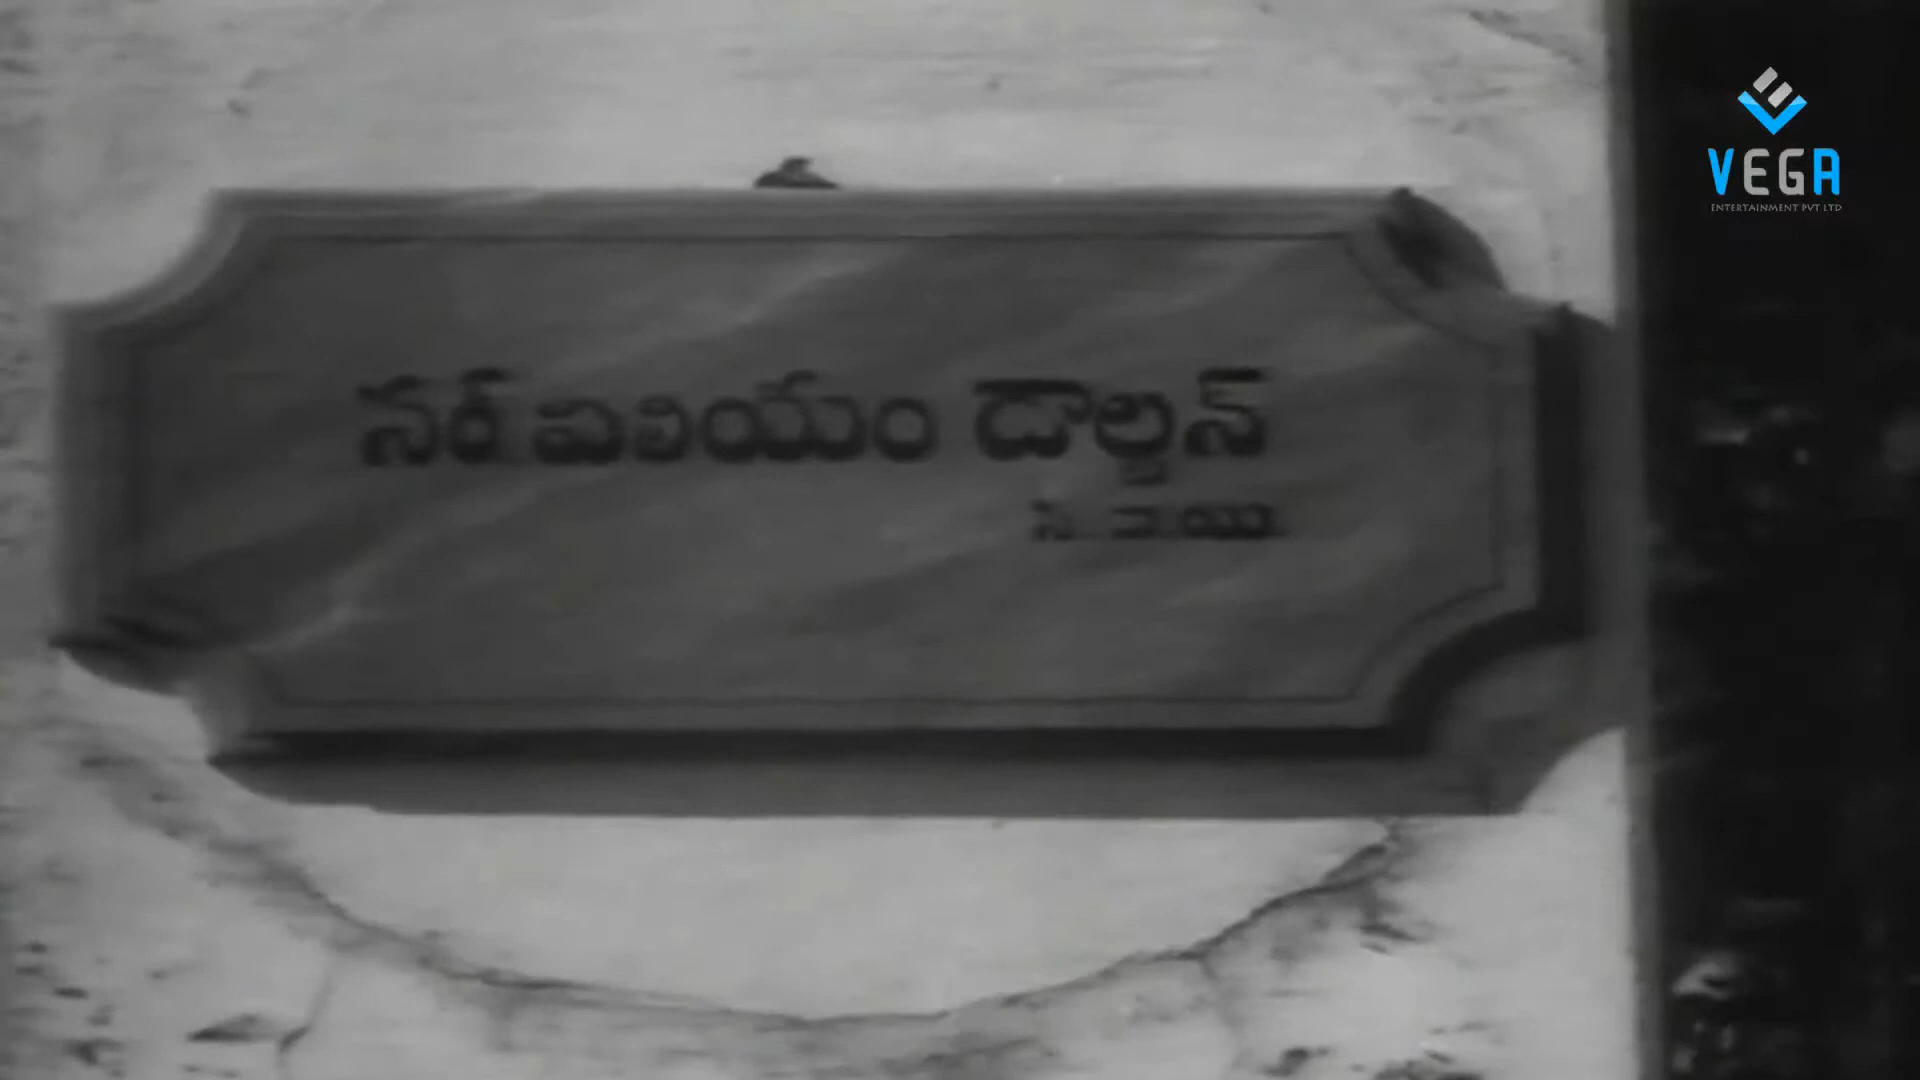 సర్ విలియం డాల్టన్
సి. ఐ. యి.
VEGA
ENTERTAINMENT PVT LTD